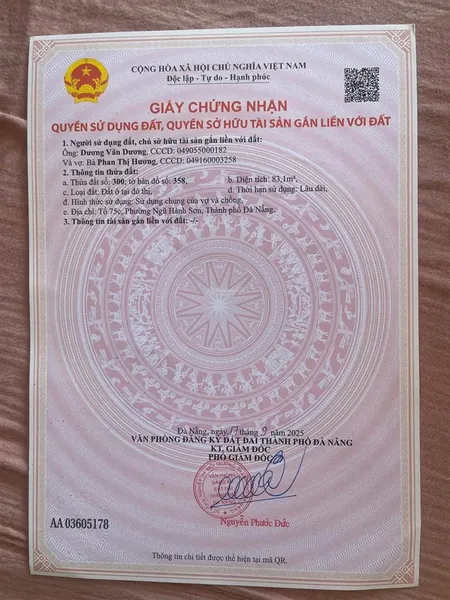 CỘNG HÒA XÃ HỘI CHỦ NGHĨA VIỆT NAM
Độc lập - Tự do - Hạnh phúc
GIẤY CHỨNG NHẬN
QUYỀN SỬ DỤNG ĐẤT, QUYỀN SỞ HỮU TÀI SẢN GẮN LIỀN VỚI ĐẤT
1. Người sử dụng đất, chủ sở hữu tài sản gắn liền với đất:
Ông: Dương Văn Dương, CCCD: 049055000182
Và vợ: Bà Phan Thị Hương, CCCD: 049160003258
2. Thông tin thửa đất:
a. Thửa đất số: 300; tờ bản đồ số: 358, b. Diện tích: 83,1m²,
c. Loại đất: Đất ở tại đô thị, d. Thời hạn sử dụng: Lâu dài,
đ. Hình thức sử dụng: Sử dụng chung của vợ và chồng,
e. Địa chỉ: Tổ 75c, Phường Ngũ Hành Sơn, Thành phố Đà Nẵng.
3. Thông tin tài sản gắn liền với đất: -/-
Đà Nẵng, ngày 17 tháng 9 năm 2025
VĂN PHÒNG ĐĂNG KÝ ĐẤT ĐAI THÀNH PHỐ ĐÀ NẴNG
KT, GIÁM ĐỐC
PHÓ GIÁM ĐỐC
Nguyễn Phước Đức
AA 03605178
Thông tin chi tiết được thể hiện tại mã QR.